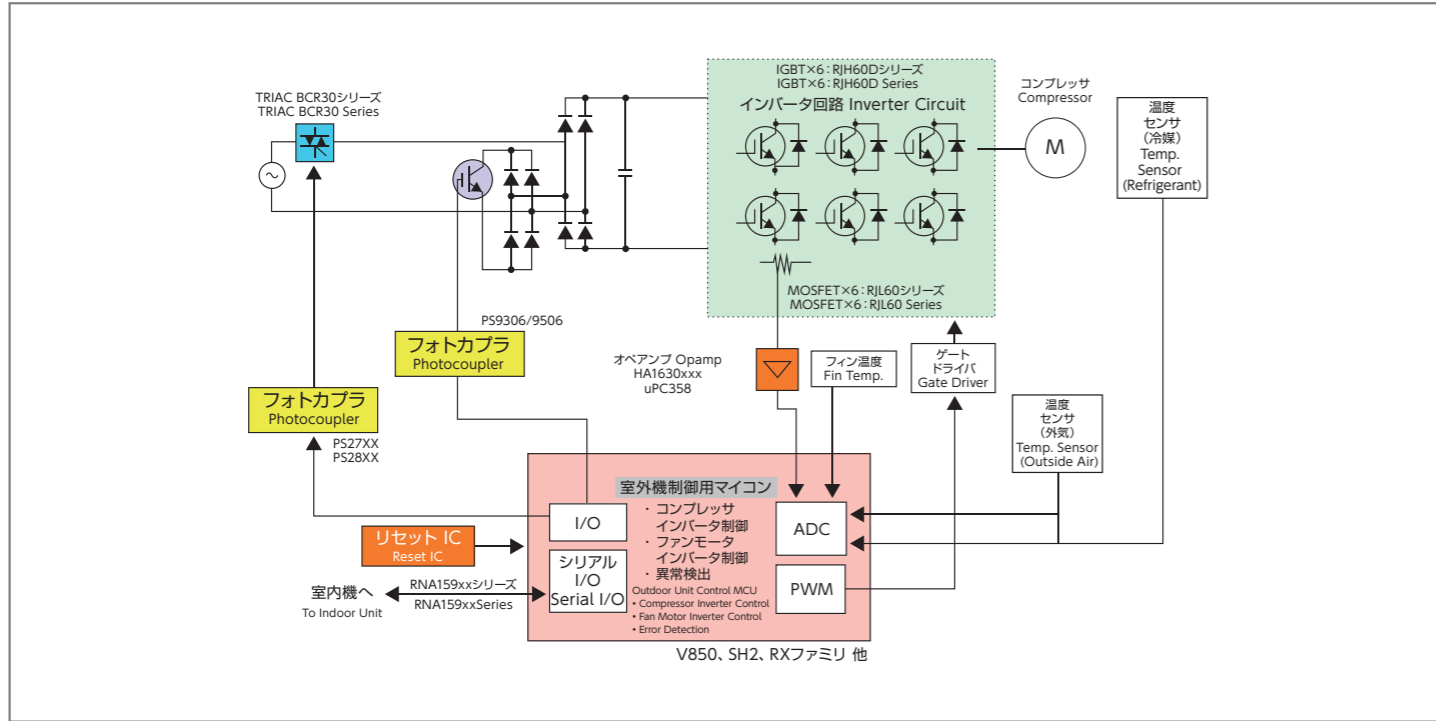 TRIAC BCR30シリーズ
TRIAC BCR30 Series
IGBT×6：RJH60Dシリーズ
IGBT×6：RJH60D Series
インバータ回路 Inverter Circuit
コンプレッサ
Compressor
M
温度
センサ
（冷媒）
Temp.
Sensor
(Refrigerant)
MOSFET×6：RJL60シリーズ
MOSFET×6：RJL60 Series
PS9306/9506
フォトカプラ
Photocoupler
フォトカプラ
Photocoupler
PS27XX
PS28XX
オペアンプ Opamp
HA1630xxx
uPC358
フィン温度
Fin Temp.
ゲート
ドライバ
Gate Driver
温度
センサ
（外気）
Temp. Sensor
(Outside Air)
室外機制御用マイコン
I/O
・ コンプレッサ
インバータ制御
・ ファンモータ
インバータ制御
・ 異常検出
ADC
リセット IC
Reset IC
シリアル
I/O
Serial I/O
Outdoor Unit Control MCU
• Compressor Inverter Control
• Fan Motor Inverter Control
• Error Detection
PWM
室内機へ
To Indoor Unit
RNA159xxシリーズ
RNA159xxSeries
V850、SH2、RXファミリ 他